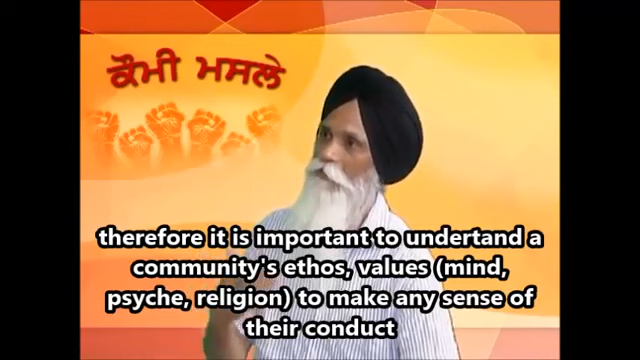 ਕੌਮੀ ਮਸਲੇ
therefore it is important to undertand a
community's ethos, values (mind,
psyche, religion) to make any sense of
their conduct